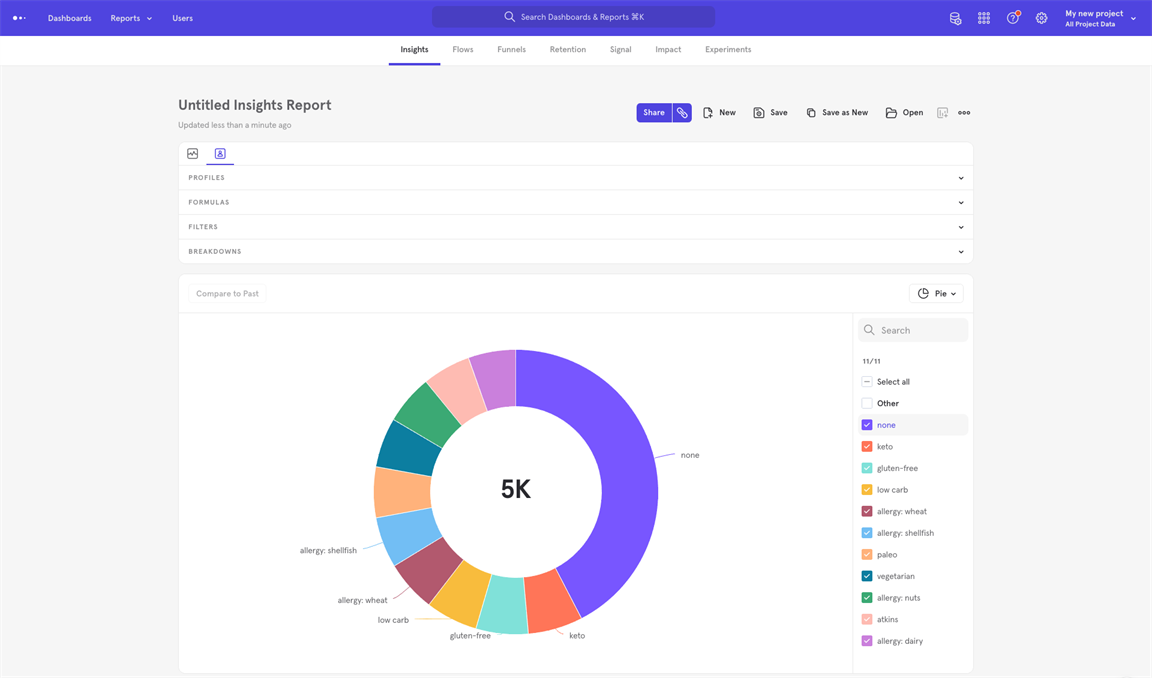 Dashboards Reports Users Search Dashboards & Reports ⌘K My new project
All Project Data
Insights Flows Funnels Retention Signal Impact Experiments
Untitled Insights Report
Updated less than a minute ago
Share New Save Save as New Open
PROFILES
FORMULAS
FILTERS
BREAKDOWNS
Compare to Past Pie
Search
11/11
Select all
Other
none
keto
gluten-free
low carb
allergy: wheat
allergy: shellfish
paleo
vegetarian
allergy: nuts
atkins
allergy: dairy
none
5K
allergy: shellfish
allergy: wheat
low carb
gluten-free
keto